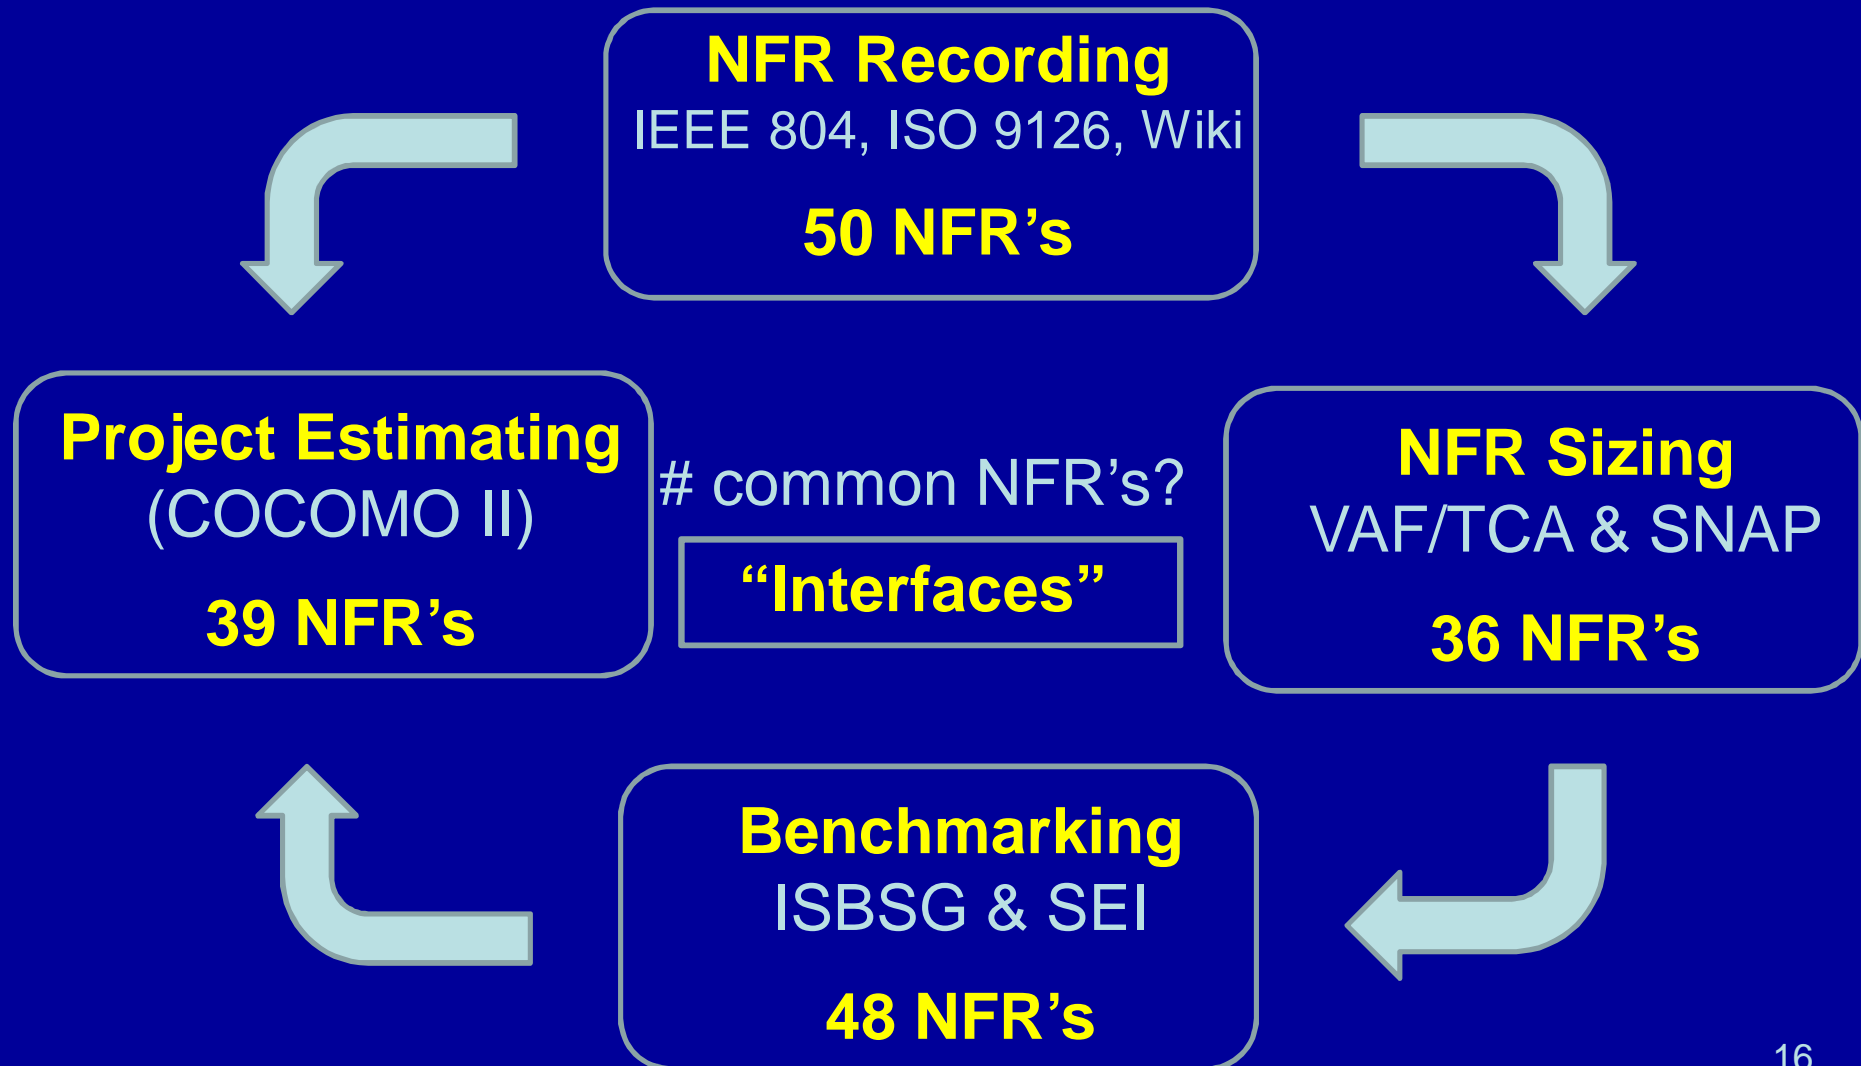 NFR Recording
IEEE 804, ISO 9126, Wiki
50 NFR’s
Project Estimating
(COCOMO II)
39 NFR’s
# common NFR’s?
“Interfaces”
NFR Sizing
VAF/TCA & SNAP
36 NFR’s
Benchmarking
ISBSG & SEI
48 NFR’s
16